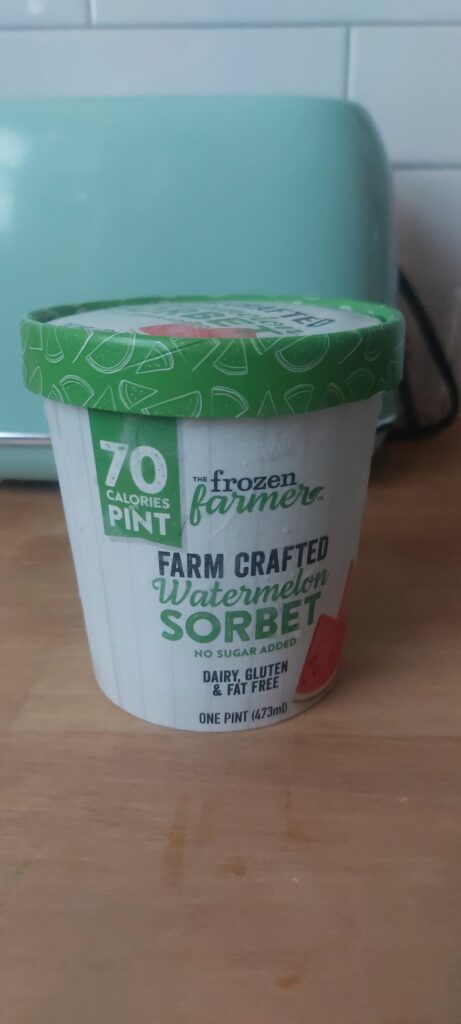 CRAFTED
70
CALORIES
PINT
THE frozen
farmer
FARM CRAFTED
Watermelon
SORBET
NO SUGAR ADDED
DAIRY, GLUTEN
& FAT FREE
ONE PINT (473ml)